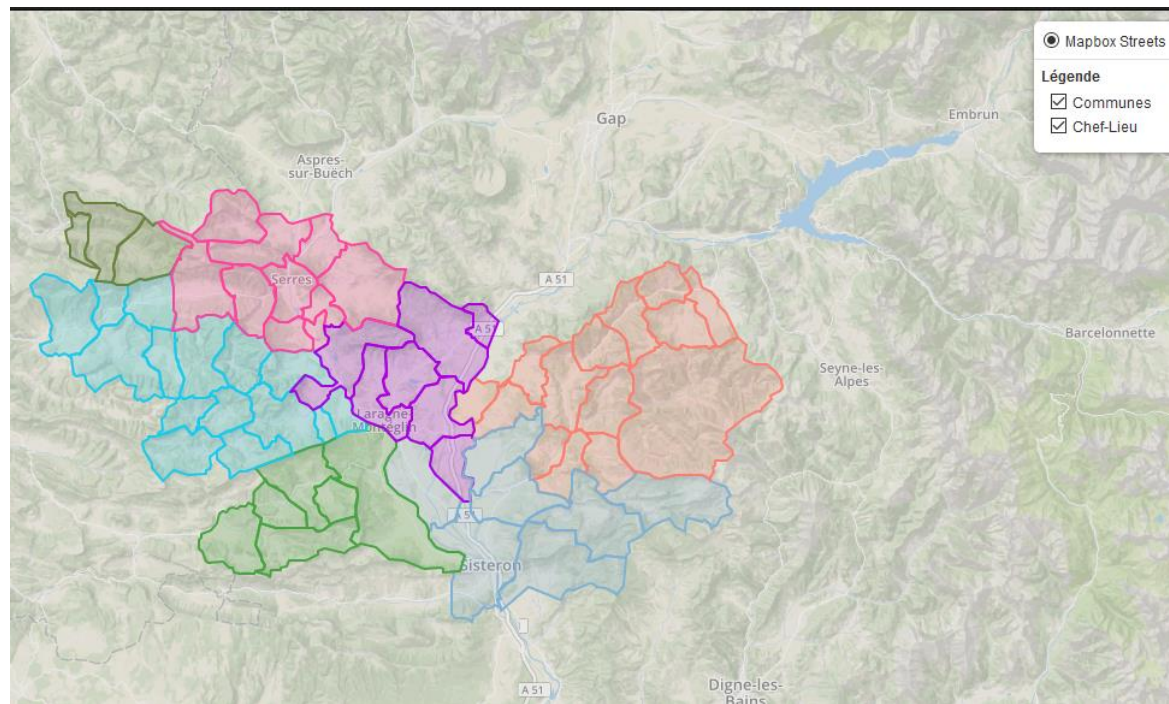 Mapbox Streets
Légende
Communes
Chef-Lieu
Gap
Embrun
Aspres-
sur-Buëch
Serres
A 51
A 51
Barcelonnette
Seyne-les-
Alpes
Laragne-
Montéglin
A 51
Sisteron
A 51
Digne-les-
Bains